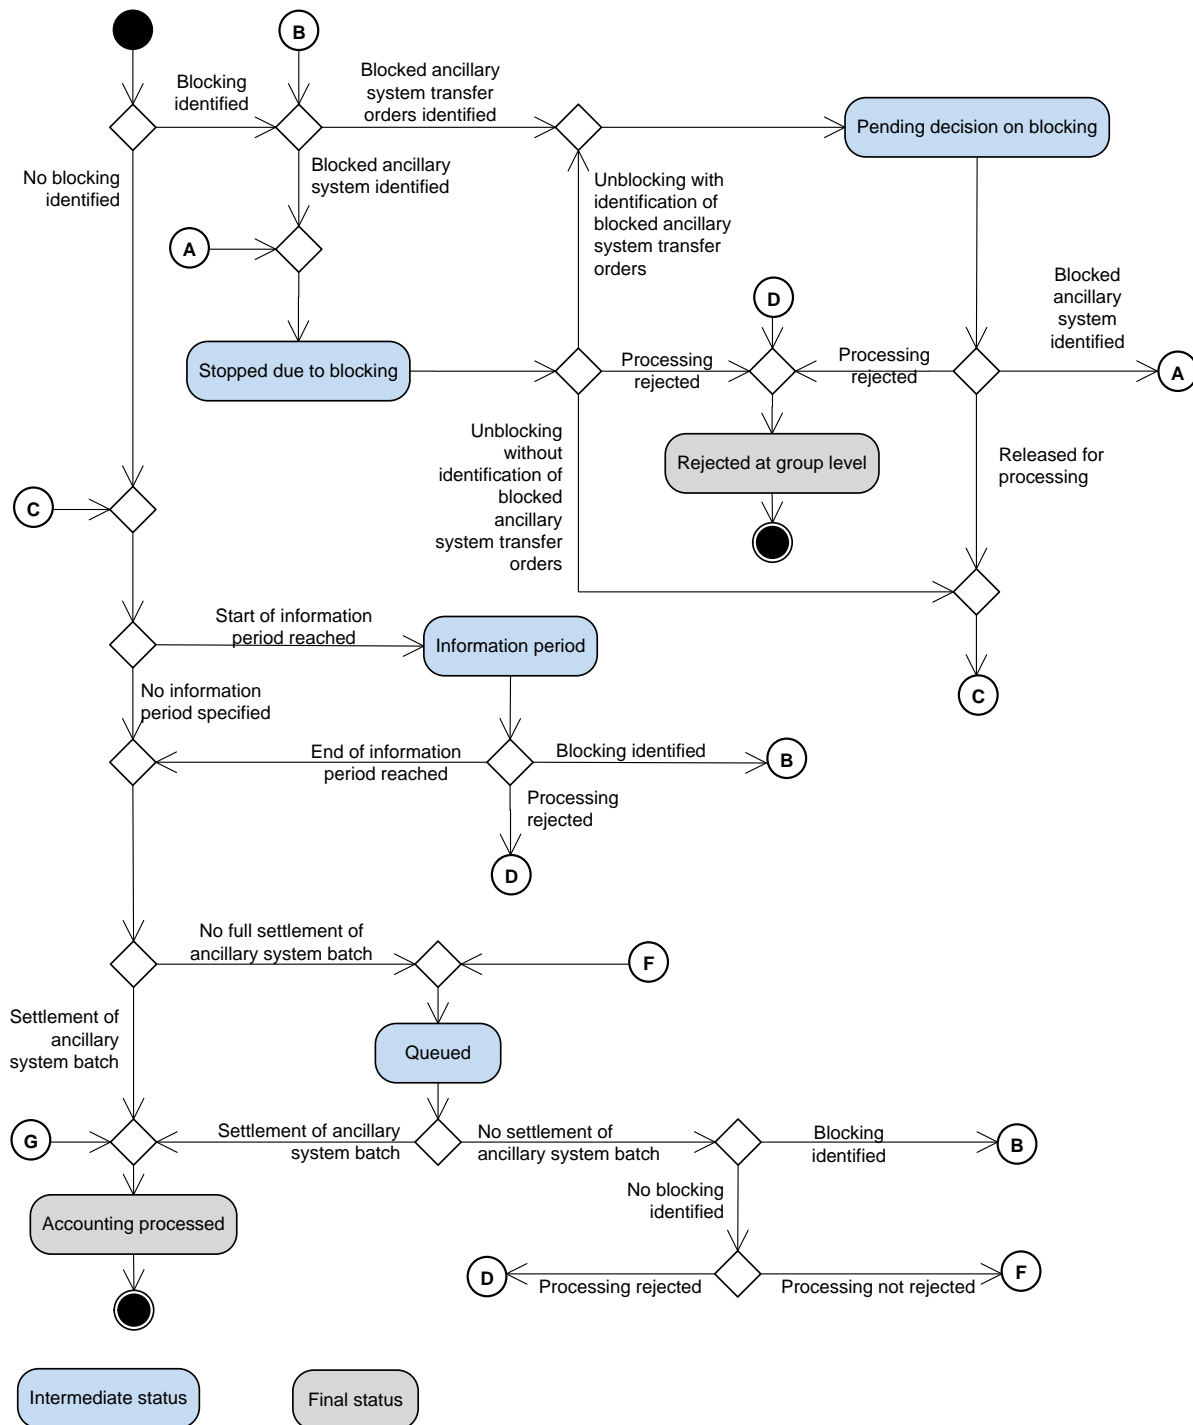 B
Blocking
identified
Blocked ancillary
system transfer
orders identified
Pending decision on blocking
No blocking
identified
Blocked ancillary
system identified
Unblocking with
identification of
blocked ancillary
system transfer
orders
A
D
Blocked
ancillary
system
identified
Stopped due to blocking
Processing
rejected
Processing
rejected
A
Unblocking
without
identification of
blocked
ancillary
system transfer
orders
Rejected at group level
Released for
processing
C
Start of information
period reached
Information period
No information
period specified
C
End of information
period reached
Blocking identified
B
Processing
rejected
D
No full settlement of
ancillary system batch
F
Settlement of
ancillary
system batch
Queued
G
Settlement of ancillary
system batch
No settlement of
ancillary system batch
Blocking
identified
B
No blocking
identified
Accounting processed
D
Processing rejected
Processing not rejected
F
Intermediate status
Final status